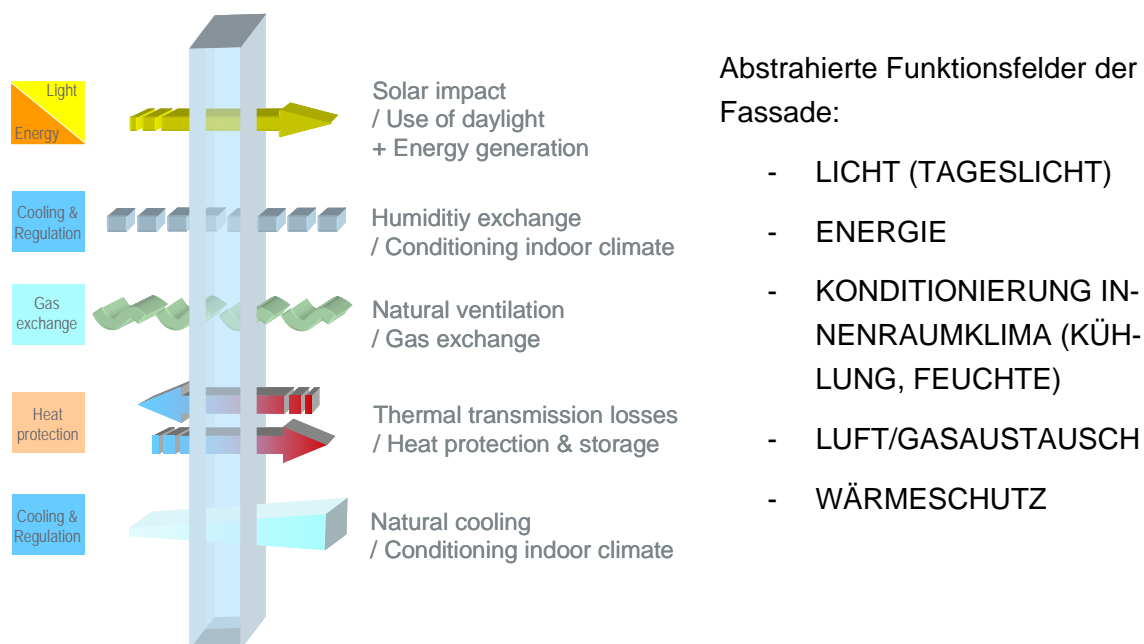 Light
Energy
Solar impact
/ Use of daylight
+ Energy generation
Cooling &
Regulation
Humiditiy exchange
/ Conditioning indoor climate
Gas
exchange
Natural ventilation
/ Gas exchange
Heat
protection
Thermal transmission losses
/ Heat protection & storage
Cooling &
Regulation
Natural cooling
/ Conditioning indoor climate
Abstrahierte Funktionsfelder der
Fassade:
- LICHT (TAGESLICHT)
- ENERGIE
- KONDITIONIERUNG IN-
NENRAUMKLIMA (KÜH-
LUNG, FEUCHTE)
- LUFT/GASAUSTAUSCH
- WÄRMESCHUTZ